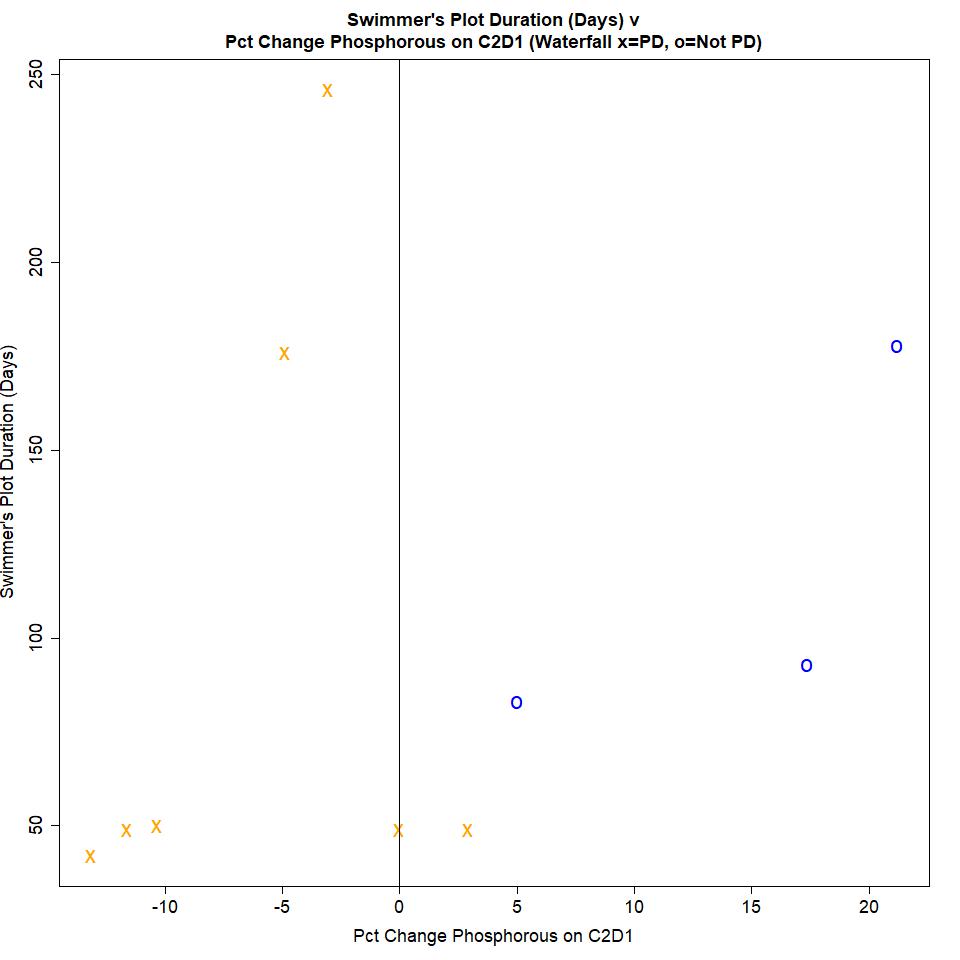 Swimmer's Plot Duration (Days) v
Pct Change Phosphorous on C2D1 (Waterfall x=PD, o=Not PD)
Swimmer's Plot Duration (Days)
250
200
150
100
50
x
x
o
o
o
x
x
x
x
x
-10 -5 0 5 10 15 20
Pct Change Phosphorous on C2D1